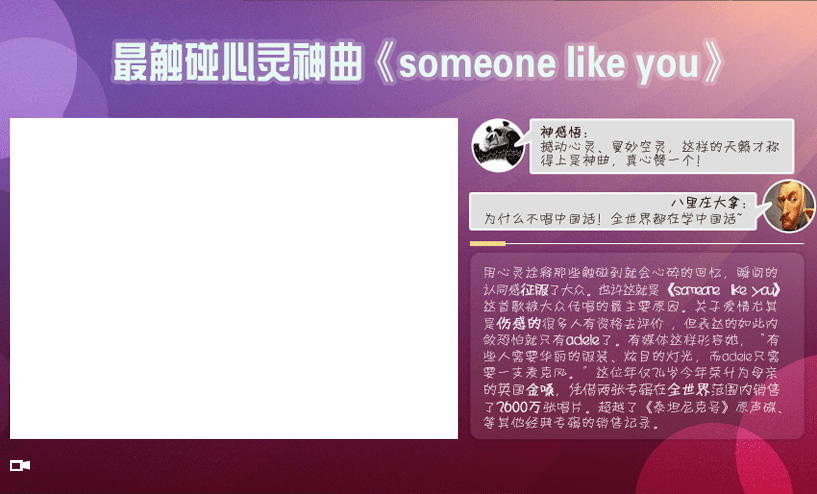 最触碰心灵神曲《someone like you》
神感悟：
撼动心灵、曼妙空灵，这样的天籁才称
得上是神曲，真心赞一个！
八里庄大拿：
为什么不唱中国话！全世界都在学中国话~
用心灵诠释那些触碰到就会心碎的回忆，瞬间的
认同感征服了大众。也许这就是《someone like you》
这首歌被大众传唱的最主要原因。关于爱情尤其
是伤感的很多人有资格去评价，但表达的如此内
敛恐怕就只有adele了。有媒体这样形容她，“有
些人需要华丽的服装、炫目的灯光，而adele只需
要一支麦克风。”这位年仅24岁今年荣升为母亲
的英国金嗓，凭借两张专辑在全世界范围内销售
了2600万张唱片。超越了《泰坦尼克号》原声碟、
等其他经典专辑的销售记录。